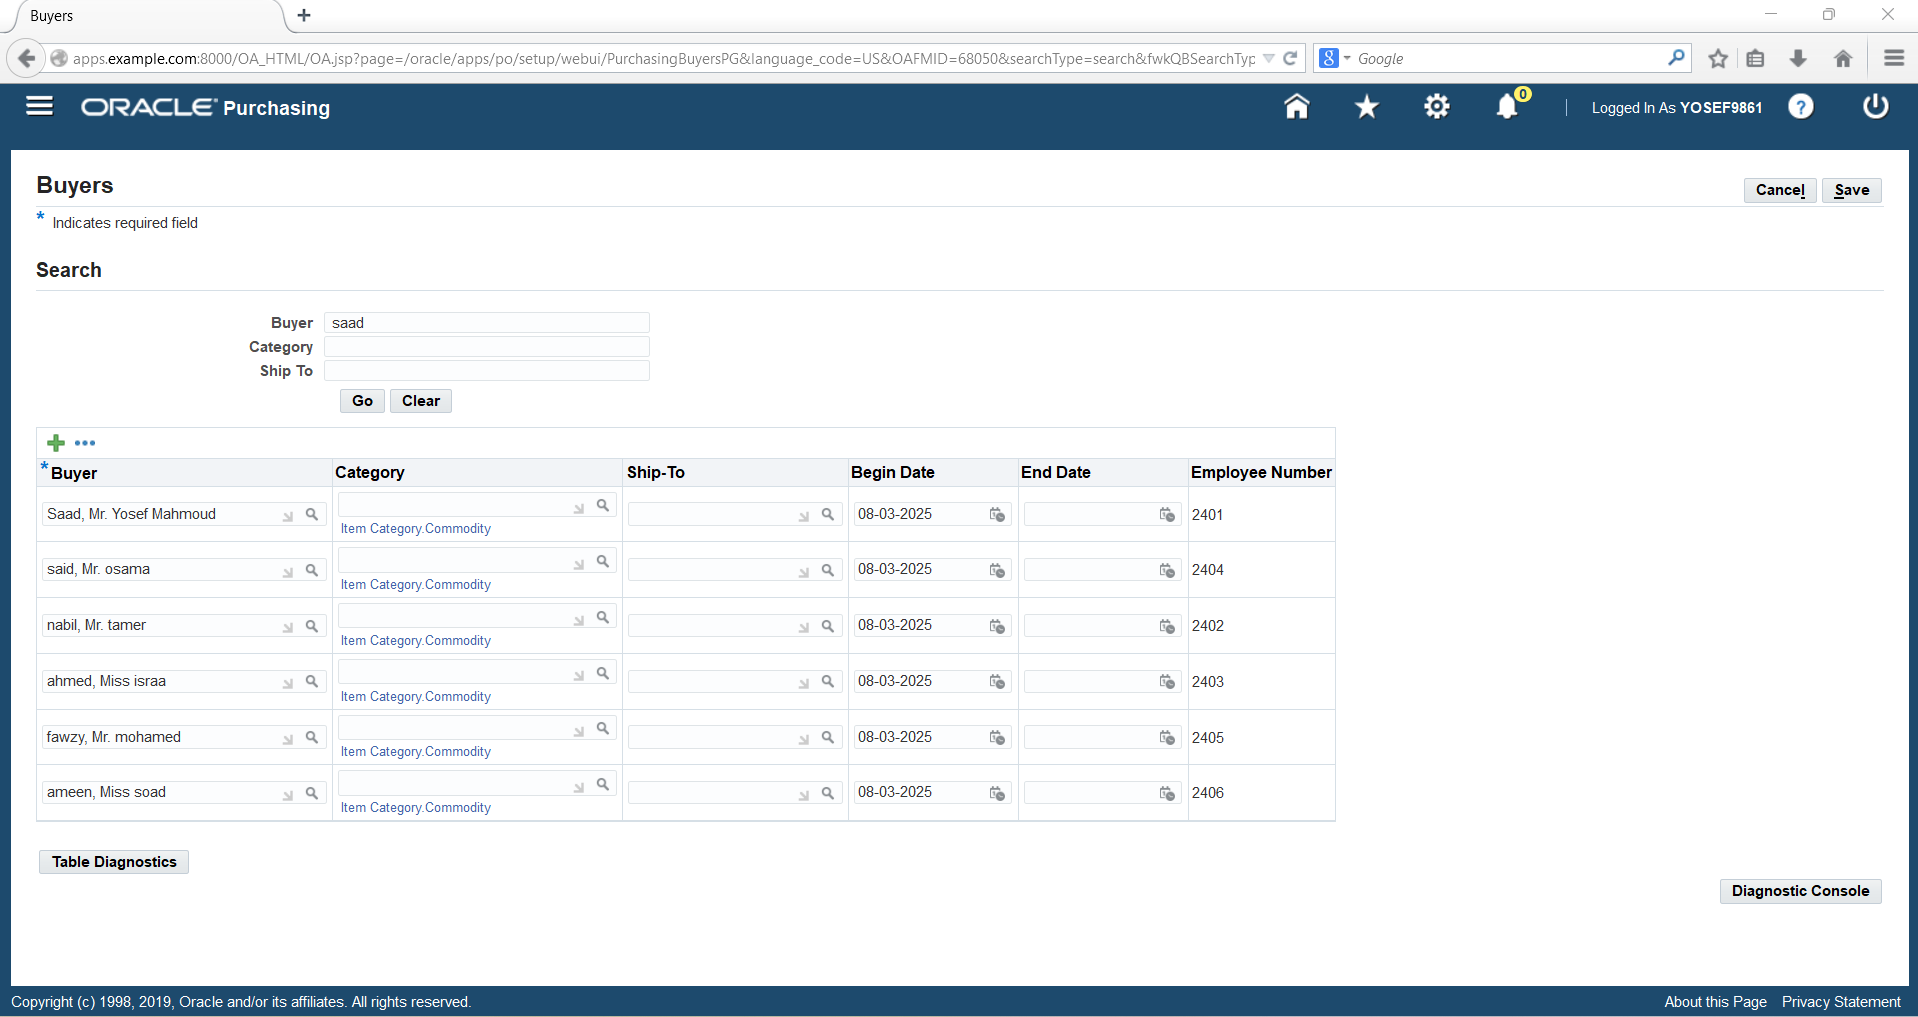 Buyers
apps.example.com:8000/OA_HTML/OA.jsp?page=/oracle/apps/po/setup/webui/PurchasingBuyersPG&language_code=US&OAFMID=68050&searchType=search&fwkQBSearchTyp
8 Google
ORACLE Purchasing
0
Logged In As YOSEF9861 ?
Buyers
Cancel Save
* Indicates required field
Search
Buyer saad
Category
Ship To
Go Clear
* Buyer Category Ship-To Begin Date End Date Employee Number
Saad, Mr. Yosef Mahmoud 08-03-2025 2401
Item Category.Commodity
said, Mr. osama 08-03-2025 2404
Item Category.Commodity
nabil, Mr. tamer 08-03-2025 2402
Item Category.Commodity
ahmed, Miss israa 08-03-2025 2403
Item Category.Commodity
fawzy, Mr. mohamed 08-03-2025 2405
Item Category.Commodity
ameen, Miss soad 08-03-2025 2406
Item Category.Commodity
Table Diagnostics
Diagnostic Console
Copyright (c) 1998, 2019, Oracle and/or its affiliates. All rights reserved.
About this Page Privacy Statement